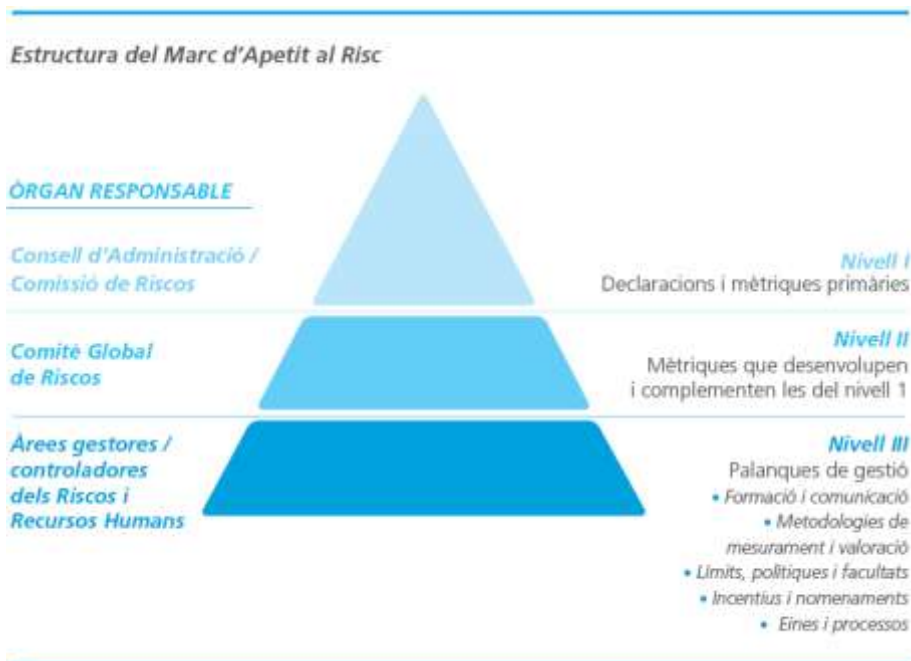 Estructura del Marc d'Apetit al Risc
ÒRGAN RESPONSABLE
Consell d'Administració /
Comissió de Riscos
Nivell I
Declaracions i mètriques primàries
Comitè Global
de Riscos
Nivell II
Mètriques que desenvolupen
i complementen les del nivell 1
Àrees gestores /
controladores
dels Riscos i
Recursos Humans
Nivell III
Palanques de gestió
• Formació i comunicació
• Metodologies de
mesurament i valoració
• Límits, polítiques i facultats
• Incentius i nomenaments
• Eines i processos